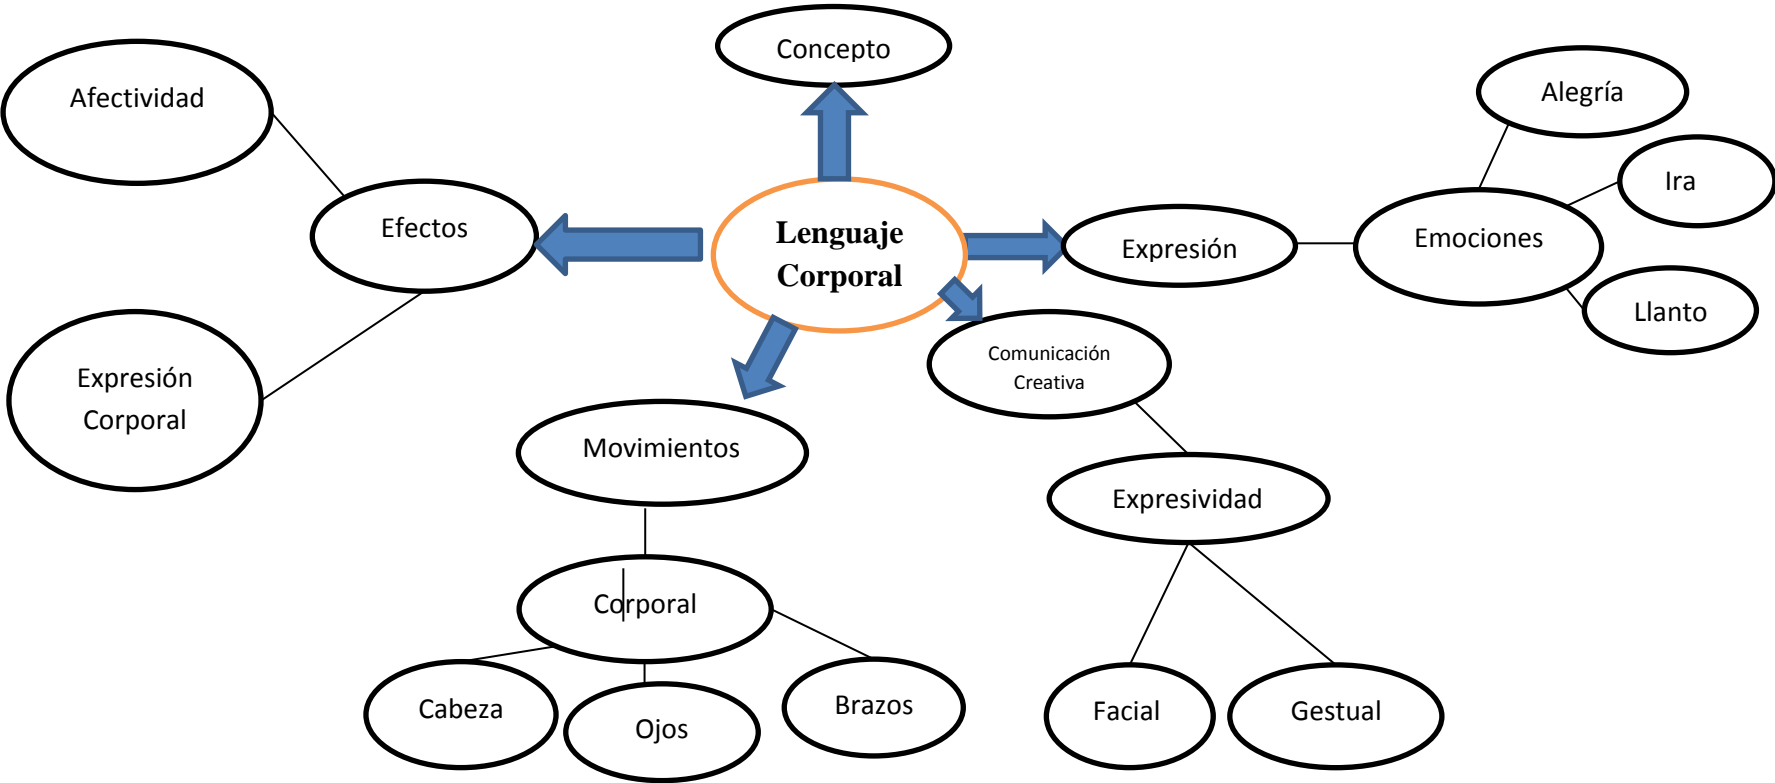 Concepto
Afectividad
Alegría
Ira
Efectos
Lenguaje
Corporal
Expresión
Emociones
Llanto
Comunicación
Creativa
Expresión
Corporal
Movimientos
Expresividad
Corporal
Cabeza
Ojos
Brazos
Facial
Gestual